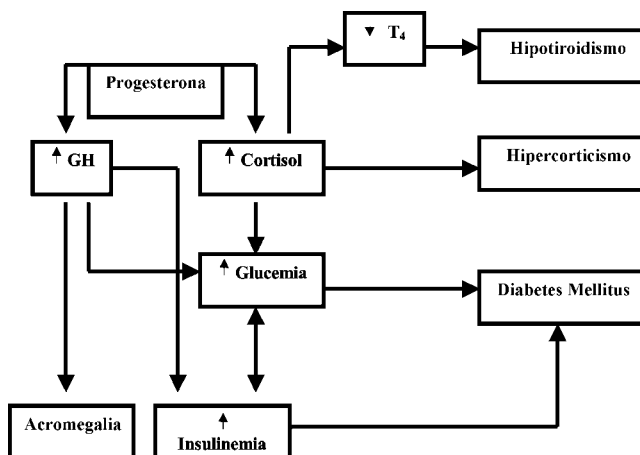 ▼ T₄
Hipotiroidismo
Progesterona
↑ GH
↑ Cortisol
Hipercorticismo
↑ Glucemia
Diabetes Mellitus
Acromegalia
↑
Insulinemia